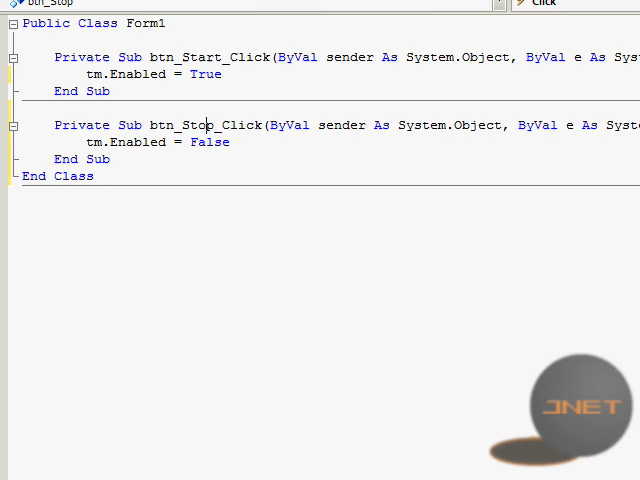 btn_Stop Click
Public Class Form1
Private Sub btn_Start_Click(ByVal sender As System.Object, ByVal e As Sys
tm.Enabled = True
End Sub
Private Sub btn_Stop_Click(ByVal sender As System.Object, ByVal e As Syste
tm.Enabled = False
End Sub
End Class
JNET